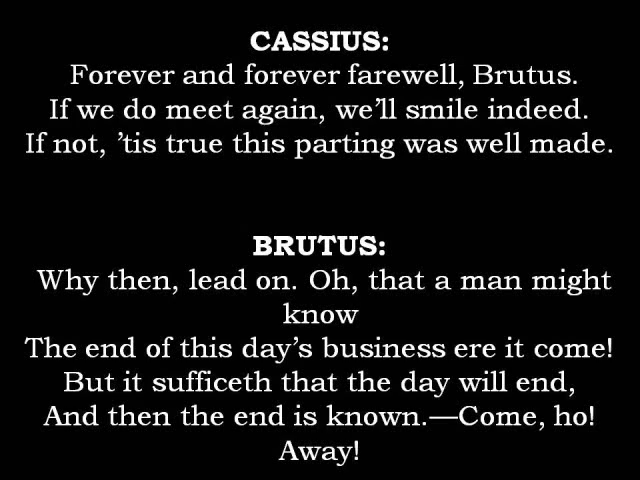 CASSIUS:
Forever and forever farewell, Brutus.
If we do meet again, we’ll smile indeed.
If not, ’tis true this parting was well made.
BRUTUS:
Why then, lead on. Oh, that a man might
know
The end of this day’s business ere it come!
But it sufficeth that the day will end,
And then the end is known.—Come, ho!
Away!